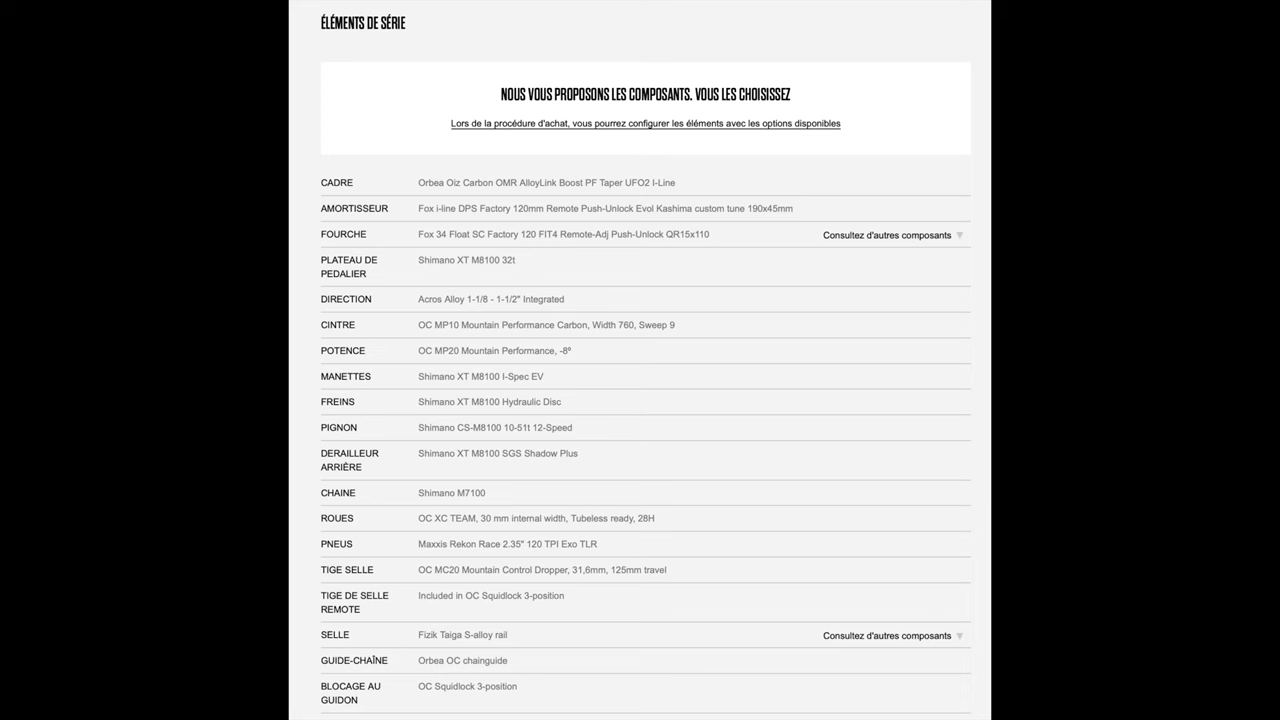 ÉLÉMENTS DE SÉRIE
NOUS VOUS PROPOSONS LES COMPOSANTS. VOUS LES CHOISISSEZ
Lors de la procédure d'achat, vous pourrez configurer les éléments avec les options disponibles
CADRE Orbea Oiz Carbon OMR AlloyLink Boost PF Taper UFO2 I-Line
AMORTISSEUR Fox i-line DPS Factory 120mm Remote Push-Unlock Evol Kashima custom tune 190x45mm
FOURCHE Fox 34 Float SC Factory 120 FIT4 Remote-Adj Push-Unlock QR15x110 Consultez d'autres composants ▼
PLATEAU DE Shimano XT M8100 32t
PEDALIER
DIRECTION Acros Alloy 1-1/8 - 1-1/2" Integrated
CINTRE OC MP10 Mountain Performance Carbon, Width 760, Sweep 9
POTENCE OC MP20 Mountain Performance, -8º
MANETTES Shimano XT M8100 I-Spec EV
FREINS Shimano XT M8100 Hydraulic Disc
PIGNON Shimano CS-M8100 10-51t 12-Speed
DERAILLEUR Shimano XT M8100 SGS Shadow Plus
ARRIÈRE
CHAINE Shimano M7100
ROUES OC XC TEAM, 30 mm internal width, Tubeless ready, 28H
PNEUS Maxxis Rekon Race 2.35" 120 TPI Exo TLR
TIGE SELLE OC MC20 Mountain Control Dropper, 31,6mm, 125mm travel
TIGE DE SELLE Included in OC Squidlock 3-position
REMOTE
SELLE Fizik Taiga S-alloy rail Consultez d'autres composants ▼
GUIDE-CHAÎNE Orbea OC chainguide
BLOCAGE AU OC Squidlock 3-position
GUIDON